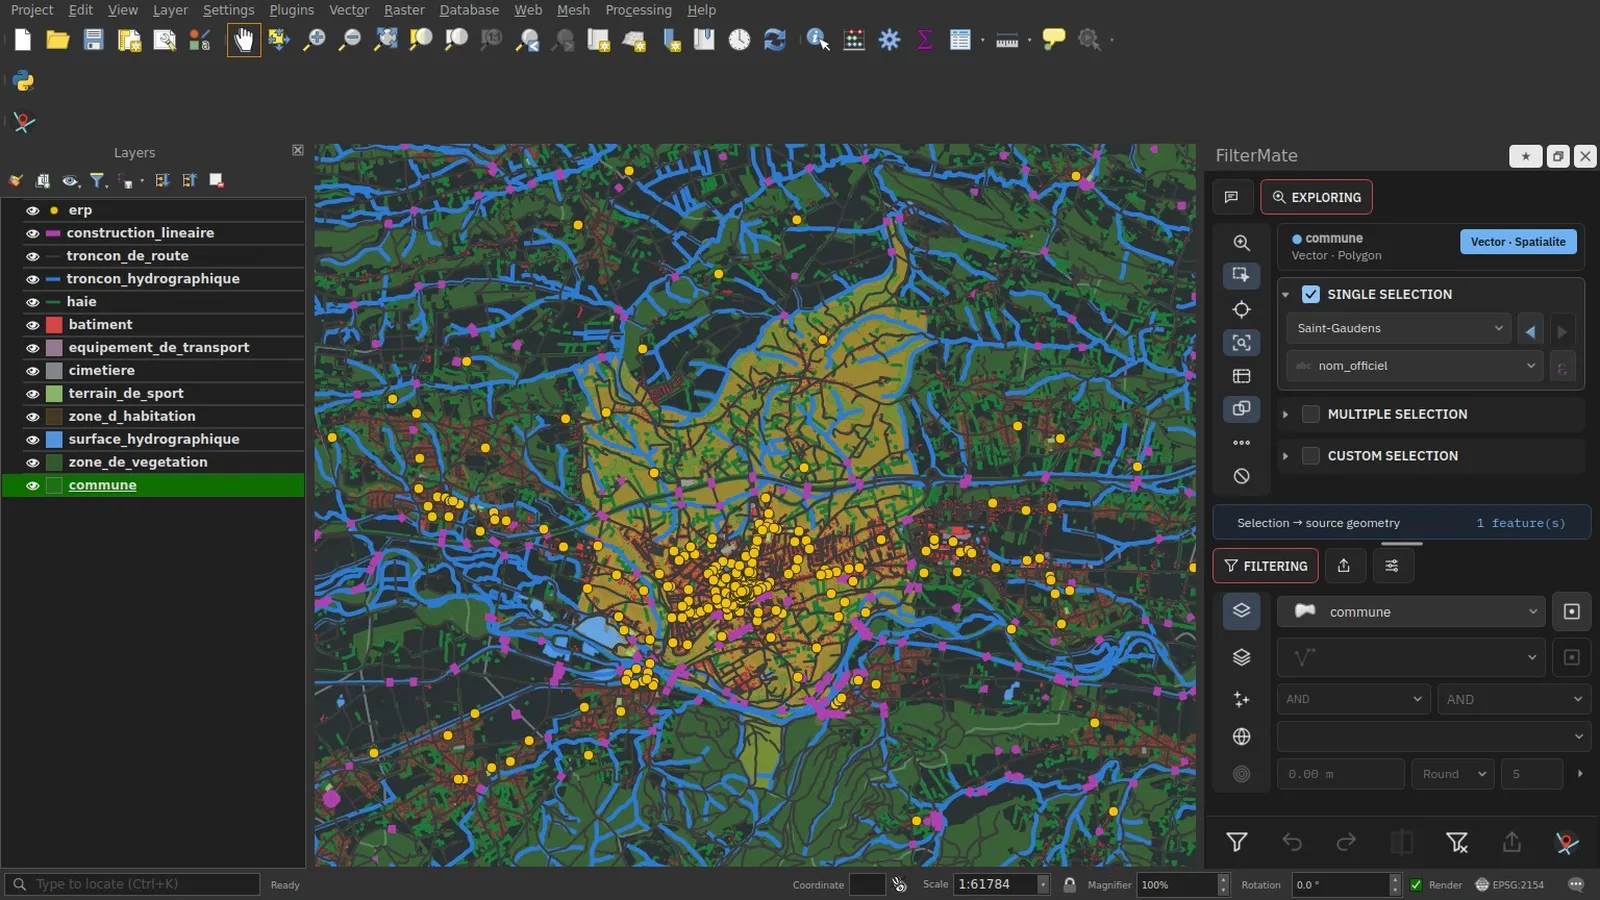 Project Edit View Layer Settings Plugins Vector Raster Database Web Mesh Processing Help
Layers
erp
construction_lineaire
troncon_de_route
troncon_hydrographique
haie
batiment
equipement_de_transport
cimetiere
terrain_de_sport
zone_d_habitation
surface_hydrographique
zone_de_vegetation
commune
FilterMate
EXPLORING
commune
Vector · Polygon
Vector · Spatialite
SINGLE SELECTION
Saint-Gaudens
abc nom_officiel
MULTIPLE SELECTION
CUSTOM SELECTION
Selection → source geometry 1 feature(s)
FILTERING
commune
AND AND
0.00 m Round 5
Type to locate (Ctrl+K) Ready Coordinate Scale 1:61784 Magnifier 100% Rotation 0.0 ° Render EPSG:2154